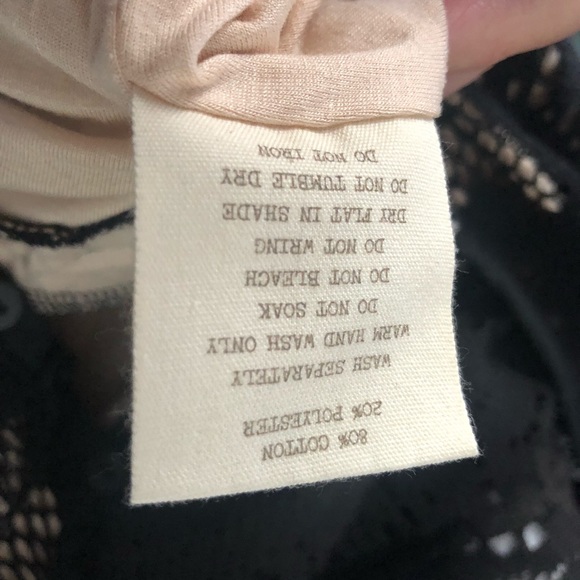 80% COTTON
20% POLYESTER
WASH SEPARATELY
WARM HAND WASH ONLY
DO NOT SOAK
DO NOT BLEACH
DO NOT WRING
DRY FLAT IN SHADE
DO NOT TUMBLE DRY
DO NOT IRON